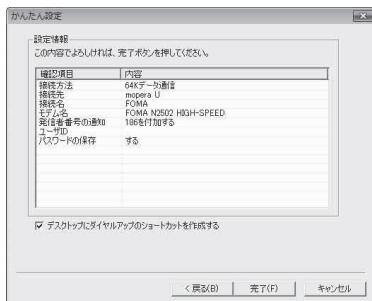 かんたん設定
設定情報
この内容でよろしければ、完了ボタンを押してください。
確認項目 内容
接続方法 64Kデータ通信
接続先 mopera U
接続名 FOMA
モデム名 FOMA N2502 HIGH-SPEED
発信者番号の通知 186を付加する
ユーザID
パスワードの保存 する
デスクトップにダイヤルアップのショートカットを作成する
< 戻る(B) 完了(F) キャンセル